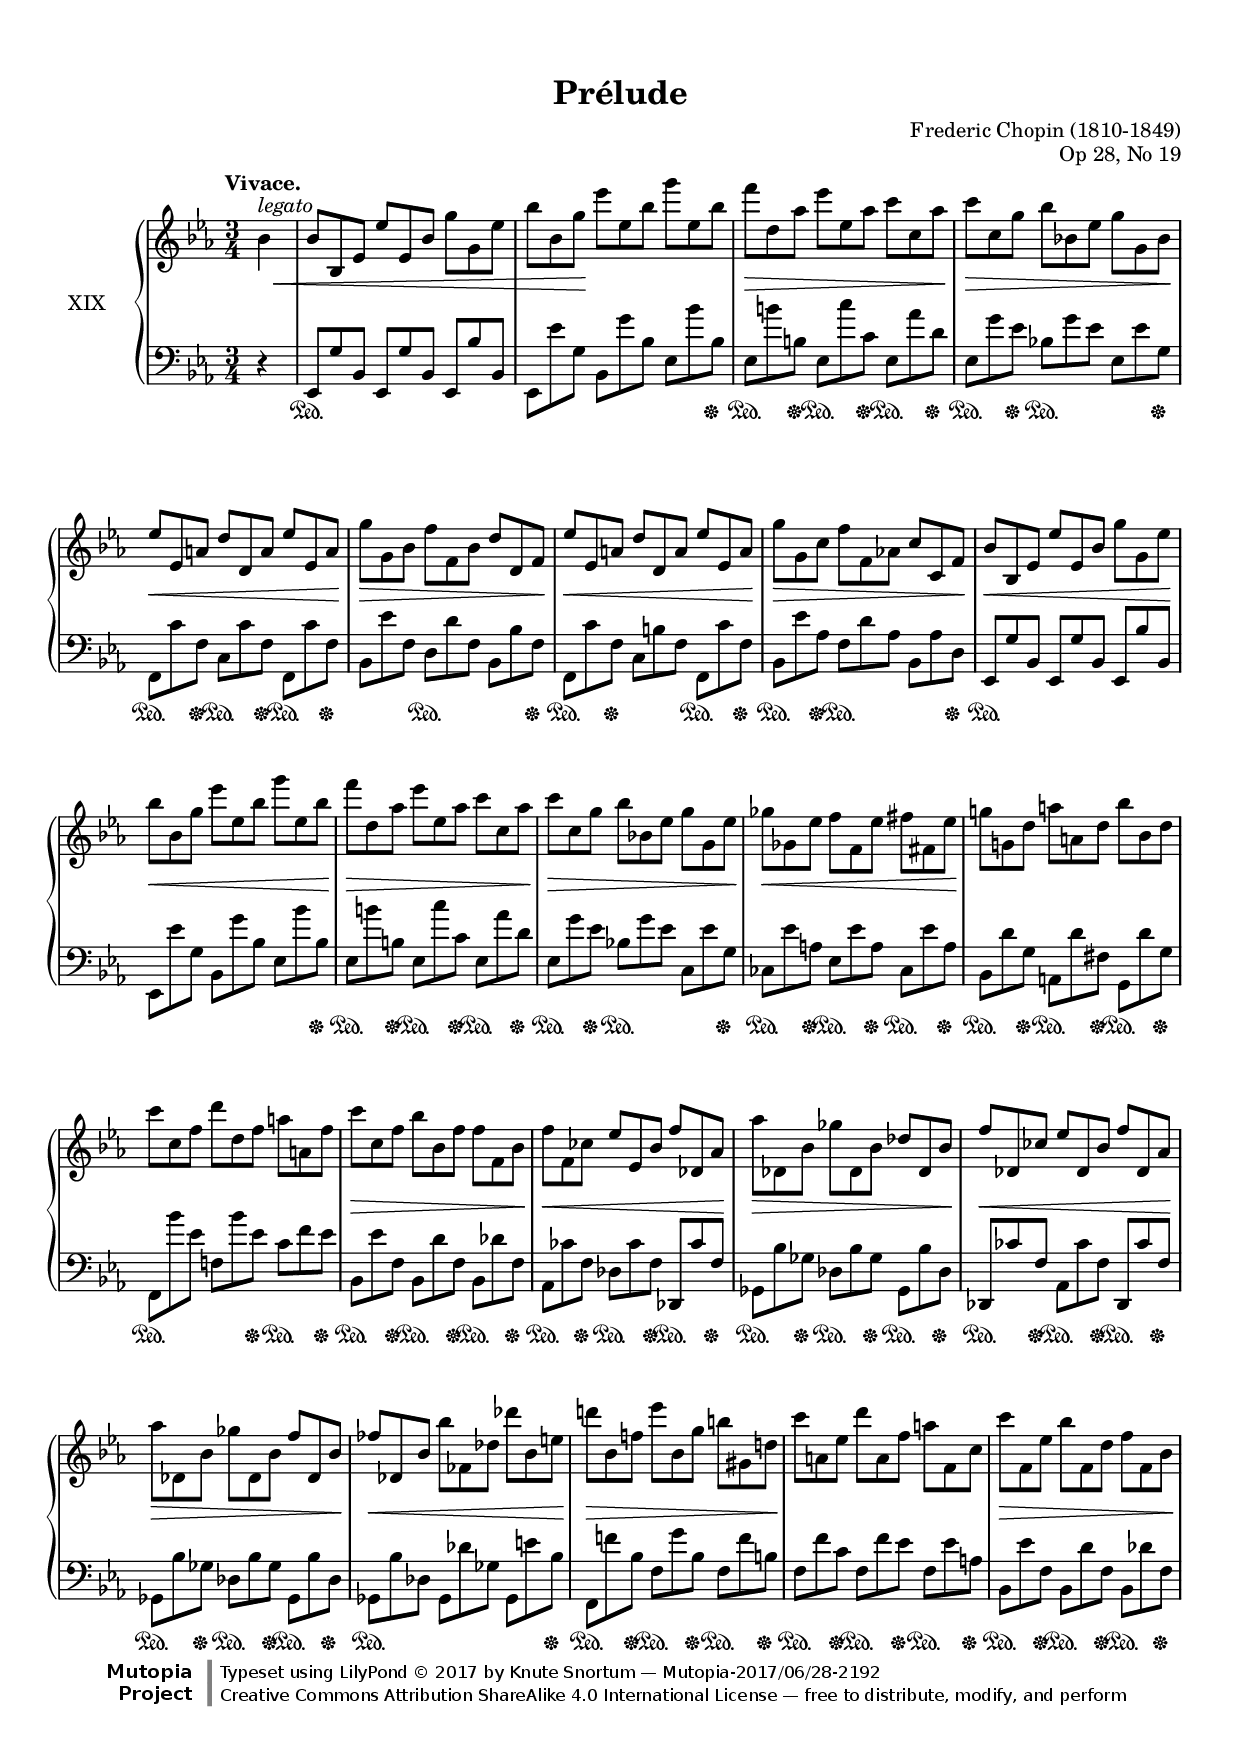 Prélude
Frederic Chopin (1810-1849)
Op 28, No 19
Vivace.
legato
XIX
Mutopia Project
Typeset using LilyPond © 2017 by Knute Snortum — Mutopia-2017/06/28-2192
Creative Commons Attribution ShareAlike 4.0 International License — free to distribute, modify, and perform